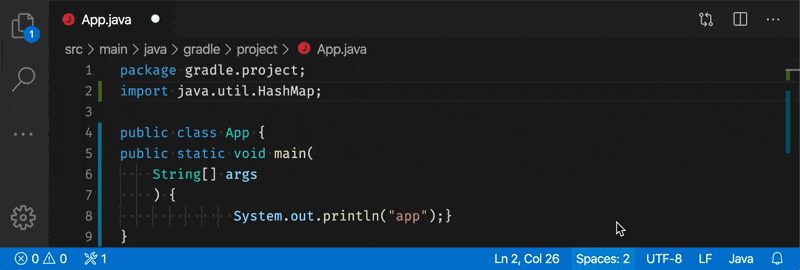 App.java
1
src > main > java > gradle > project > App.java
1 package gradle.project;
2 import java.util.HashMap;
3
4 public class App {
5 public static void main(
6 String[] args
7 ) {
8 System.out.println("app");}
9 }
0 0 1 Ln 2, Col 26 Spaces: 2 UTF-8 LF Java